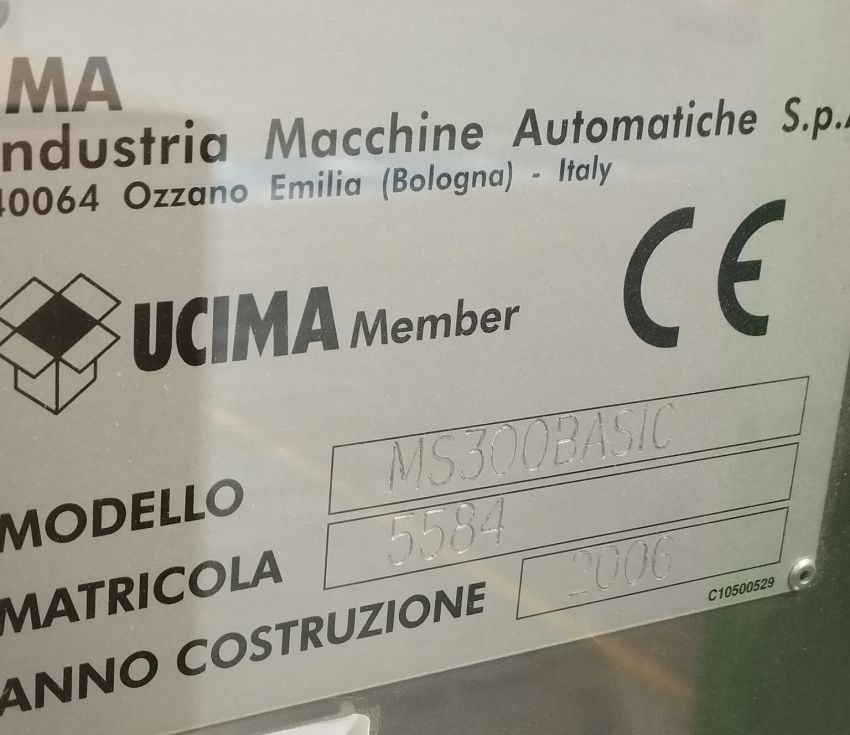 MA
ndustria Macchine Automatiche S.p.A
40064 Ozzano Emilia (Bologna) - Italy
UCIMA Member
CE
MODELLO MS300BASIC
MATRICOLA 5584
ANNO COSTRUZIONE 2006
C10500529